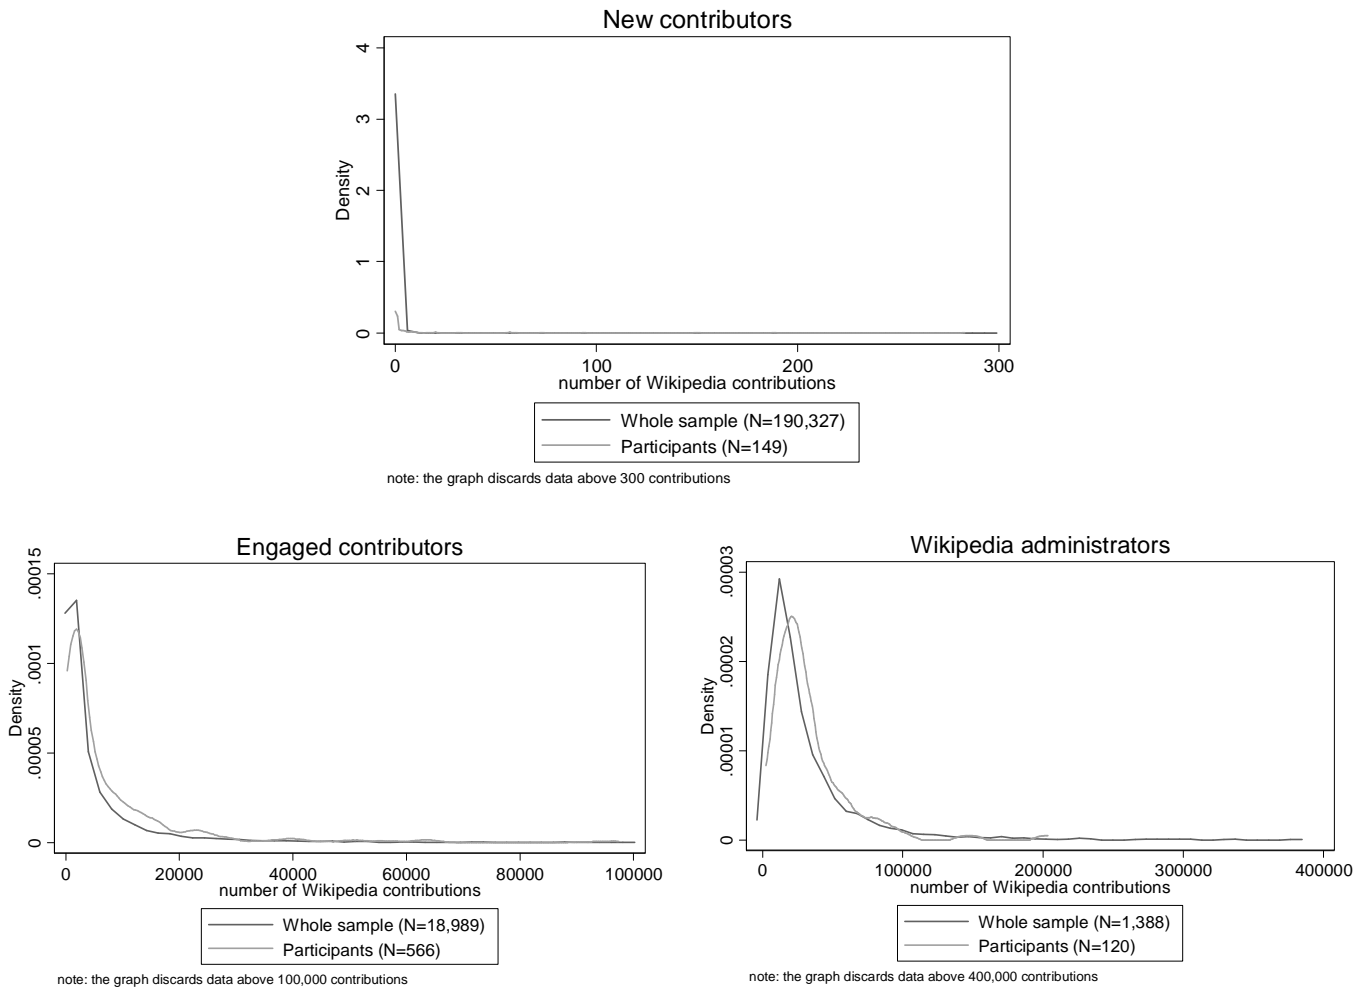 New contributors
Density
4
3
2
1
0
0 100 200 300
number of Wikipedia contributions
Whole sample (N=190,327)
Participants (N=149)
note: the graph discards data above 300 contributions
Engaged contributors
Density
.00015
.0001
.00005
0
0 20000 40000 60000 80000 100000
number of Wikipedia contributions
Whole sample (N=18,989)
Participants (N=566)
note: the graph discards data above 100,000 contributions
Wikipedia administrators
Density
.00003
.00002
.00001
0
0 100000 200000 300000 400000
number of Wikipedia contributions
Whole sample (N=1,388)
Participants (N=120)
note: the graph discards data above 400,000 contributions